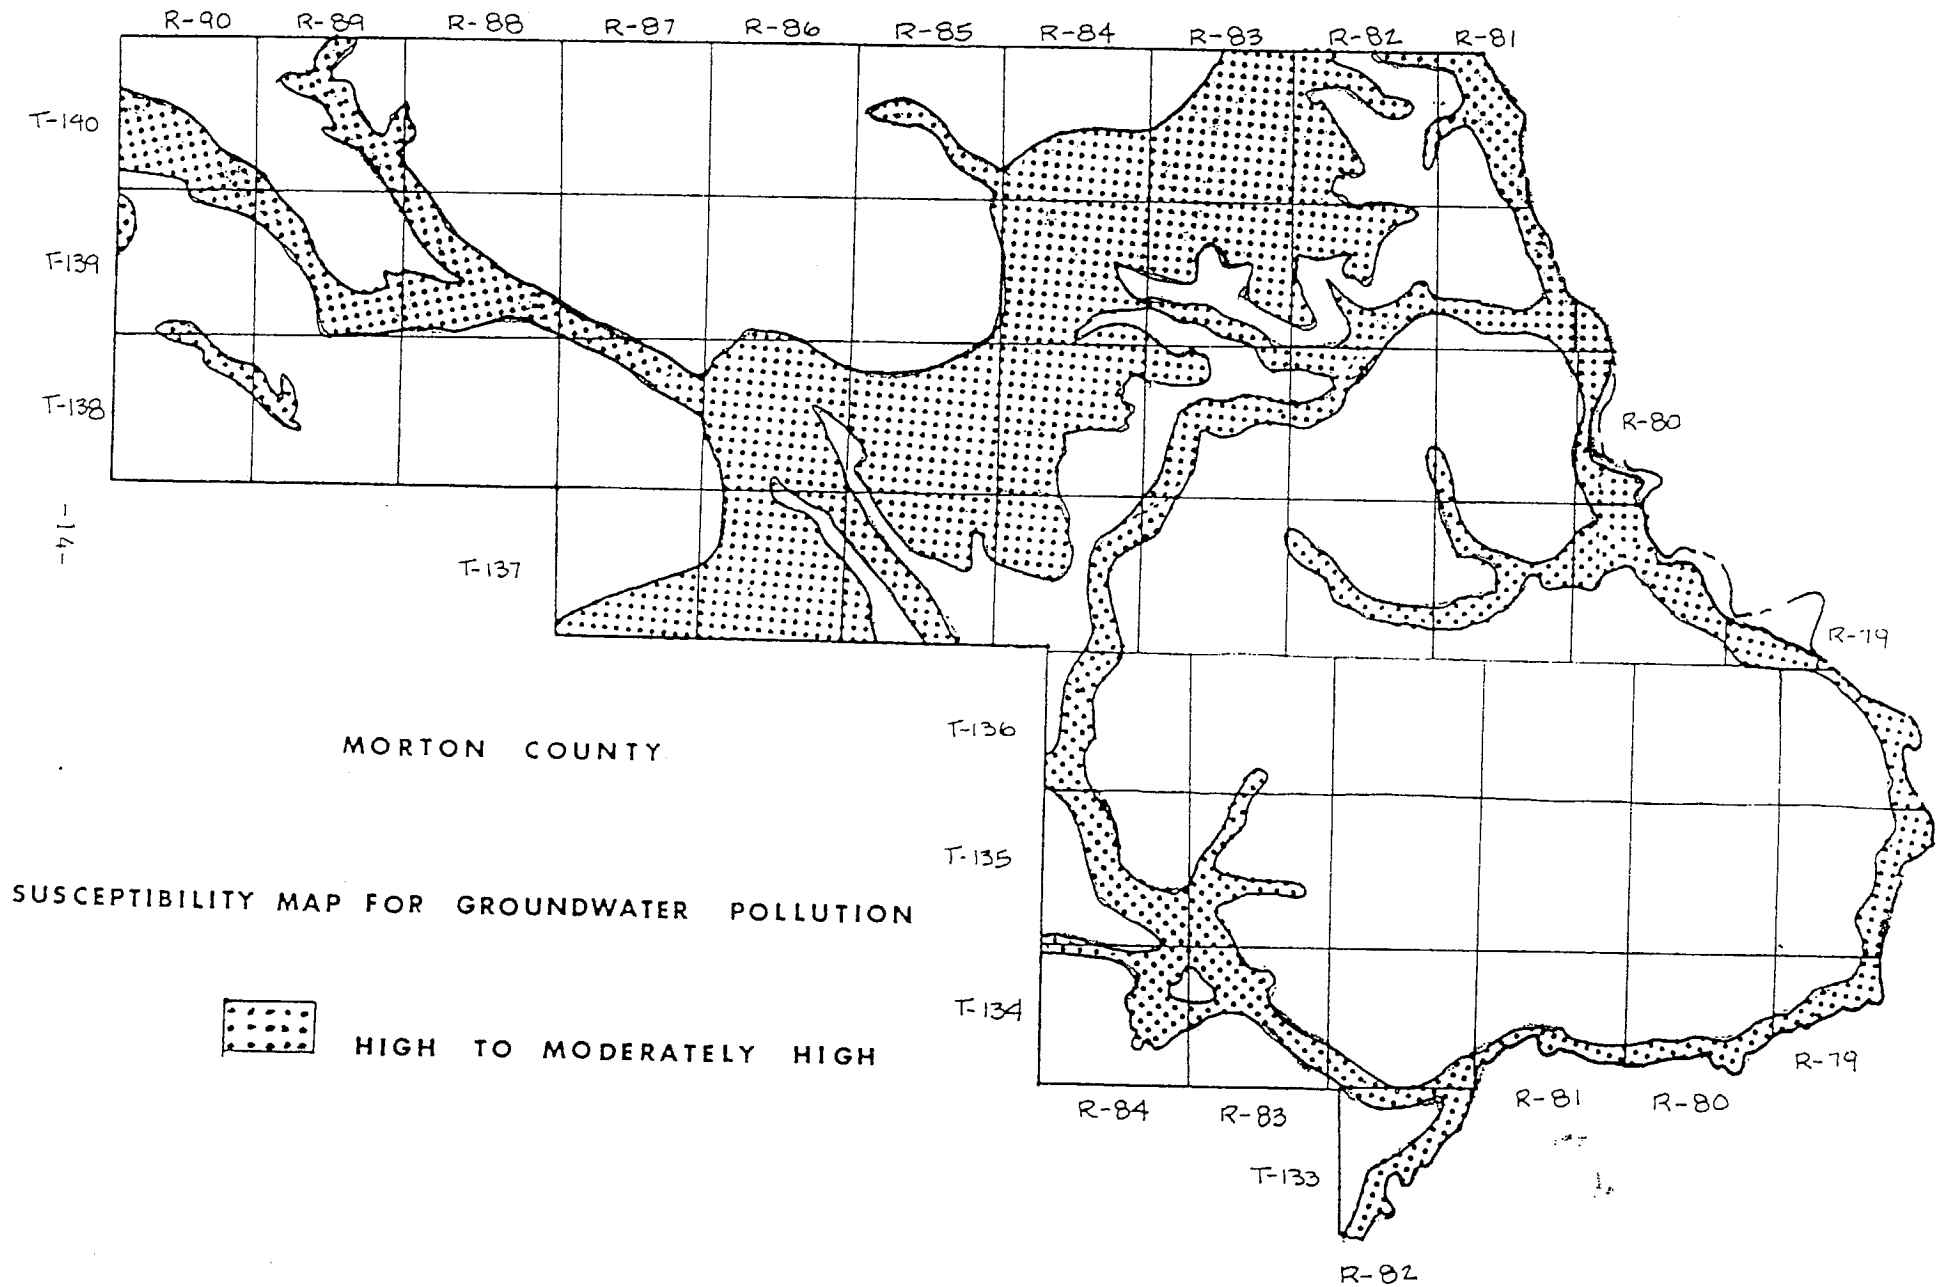 R-90 R-89 R-88 R-87 R-86 R-85 R-84 R-83 R-82 R-81
T-140
T-139
T-138
R-80
-14-
T-137
R-79
T-136
MORTON COUNTY
T-135
SUSCEPTIBILITY MAP FOR GROUNDWATER POLLUTION
T-134
HIGH TO MODERATELY HIGH
R-79
R-84 R-83 R-81 R-80
T-133
R-82